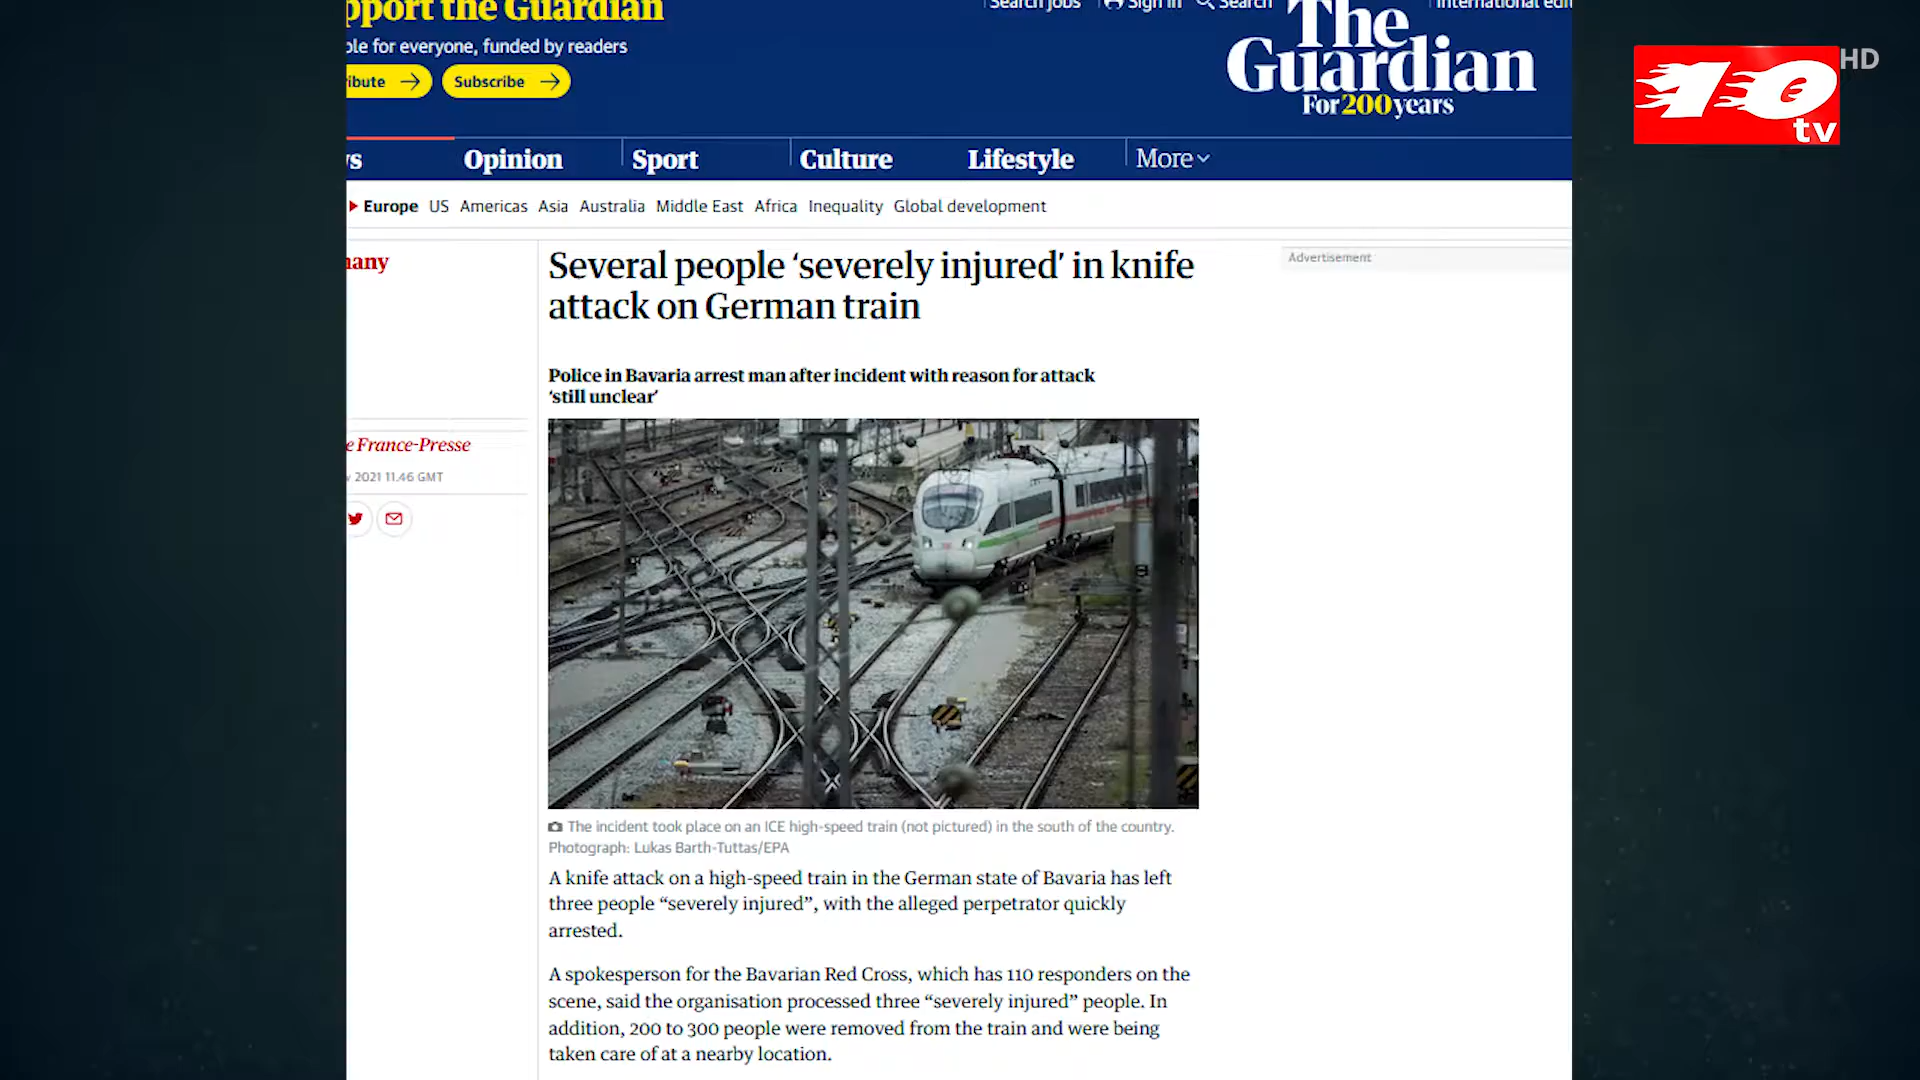 pport the Guardian
ble for everyone, funded by readers
ribute
Subscribe
Search jobs
Sign in
Search
International edit
The
Guardian
For 200 years
10
tv
HD
vs
Opinion
Sport
Culture
Lifestyle
More
Europe US Americas Asia Australia Middle East Africa Inequality Global development
many
Several people ‘severely injured’ in knife
attack on German train
Advertisement
Police in Bavaria arrest man after incident with reason for attack
‘still unclear’
e France-Presse
v 2021 11.46 GMT
The incident took place on an ICE high-speed train (not pictured) in the south of the country.
Photograph: Lukas Barth-Tuttas/EPA
A knife attack on a high-speed train in the German state of Bavaria has left
three people “severely injured”, with the alleged perpetrator quickly
arrested.
A spokesperson for the Bavarian Red Cross, which has 110 responders on the
scene, said the organisation processed three “severely injured” people. In
addition, 200 to 300 people were removed from the train and were being
taken care of at a nearby location.